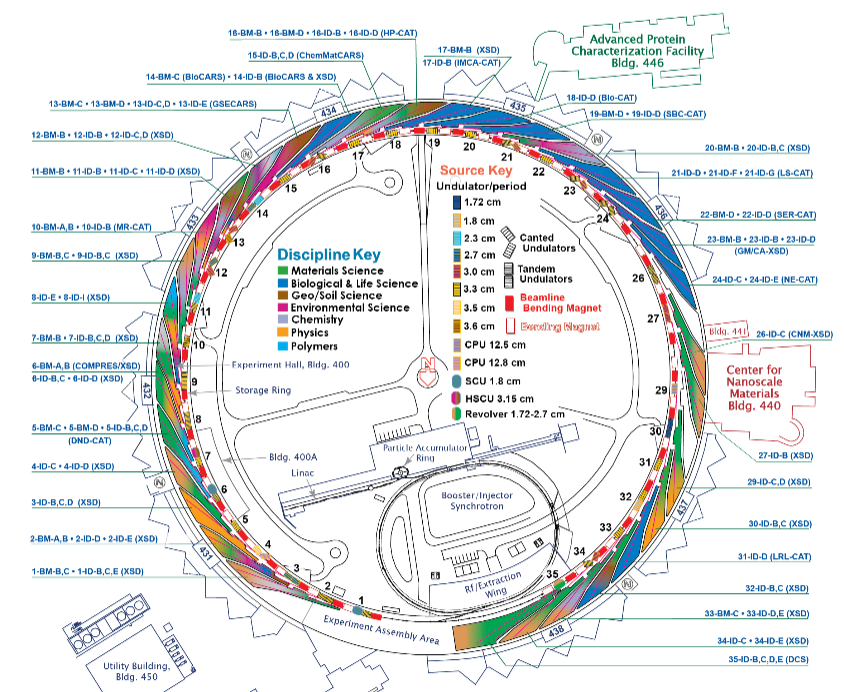 16-BM-B • 16-BM-D • 16-ID-B • 16-ID-D (HP-CAT)
15-ID-B,C,D (ChemMatCARS)
14-BM-C (BioCARS) • 14-ID-B (BioCARS & XSD)
13-BM-C • 13-BM-D • 13-ID-C,D • 13-ID-E (GSECARS)
12-BM-B • 12-ID-B • 12-ID-C,D (XSD)
11-BM-B • 11-ID-B • 11-ID-C • 11-ID-D (XSD)
10-BM-A,B • 10-ID-B (MR-CAT)
9-BM-B,C • 9-ID-B,C (XSD)
8-ID-E • 8-ID-I (XSD)
7-BM-B • 7-ID-B,C,D (XSD)
6-BM-A,B (COMPRES/XSD)
6-ID-B,C • 6-ID-D (XSD)
5-BM-C • 5-BM-D • 5-ID-B,C,D
(DND-CAT)
4-ID-C • 4-ID-D (XSD)
3-ID-B,C,D (XSD)
2-BM-A,B • 2-ID-D • 2-ID-E (XSD)
1-BM-B,C • 1-ID-B,C,E (XSD)
17-BM-B (XSD)
17-ID-B (IMCA-CAT)
Advanced Protein
Characterization Facility
Bldg. 446
18-ID-D (Bio-CAT)
19-BM-D • 19-ID-D (SBC-CAT)
20-BM-B • 20-ID-B,C (XSD)
21-ID-D • 21-ID-F • 21-ID-G (LS-CAT)
22-BM-D • 22-ID-D (SER-CAT)
23-BM-B • 23-ID-B • 23-ID-D
(GM/CA-XSD)
24-ID-C • 24-ID-E (NE-CAT)
Bldg. 441
26-ID-C (CNM-XSD)
Center for
Nanoscale
Materials
Bldg. 440
27-ID-B (XSD)
29-ID-C,D (XSD)
30-ID-B,C (XSD)
31-ID-D (LRL-CAT)
32-ID-B,C (XSD)
33-BM-C • 33-ID-D,E (XSD)
34-ID-C • 34-ID-E (XSD)
35-ID-B,C,D,E (DCS)
431
432
433
434
435
436
437
438
N
N
N
N
N
1
2
3
4
5
6
7
8
9
10
11
12
13
14
15
16
17
18
19
20
21
22
23
24
26
27
29
30
31
32
33
34
35
Source Key
Undulator/period
1.72 cm
1.8 cm
2.3 cm
2.7 cm
3.0 cm
3.3 cm
3.5 cm
3.6 cm
CPU 12.5 cm
CPU 12.8 cm
SCU 1.8 cm
HSCU 3.15 cm
Revolver 1.72-2.7 cm
Canted
Undulators
Tandem
Undulators
Beamline
Bending Magnet
Bending Magnet
Discipline Key
Materials Science
Biological & Life Science
Geo/Soil Science
Environmental Science
Chemistry
Physics
Polymers
Experiment Hall, Bldg. 400
Storage Ring
Bldg. 400A
Linac
Particle Accumulator
Ring
Booster/Injector
Synchrotron
Rf/Extraction
Wing
Experiment Assembly Area
Utility Building,
Bldg. 450